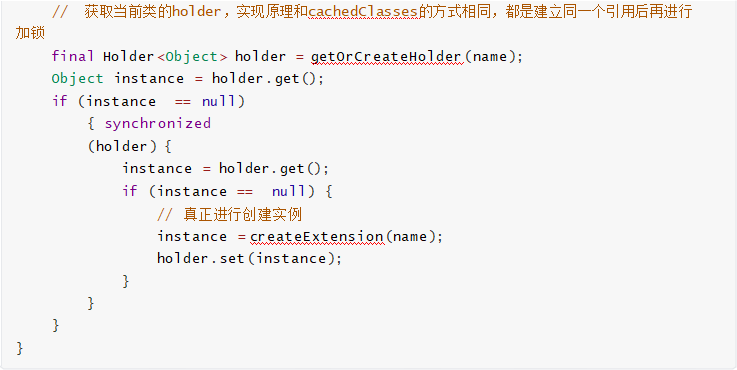 //  获取当前类的holder，实现原理和cachedClasses的方式相同，都是建立同一个引用后再进行
加锁
final Holder<Object> holder = getOrCreateHolder(name);
Object instance = holder.get();
if (instance  == null)
{ synchronized
(holder) {
instance = holder.get();
if (instance ==  null) {
// 真正进行创建实例
instance =createExtension(name);
holder.set(instance);
}
}
}
}